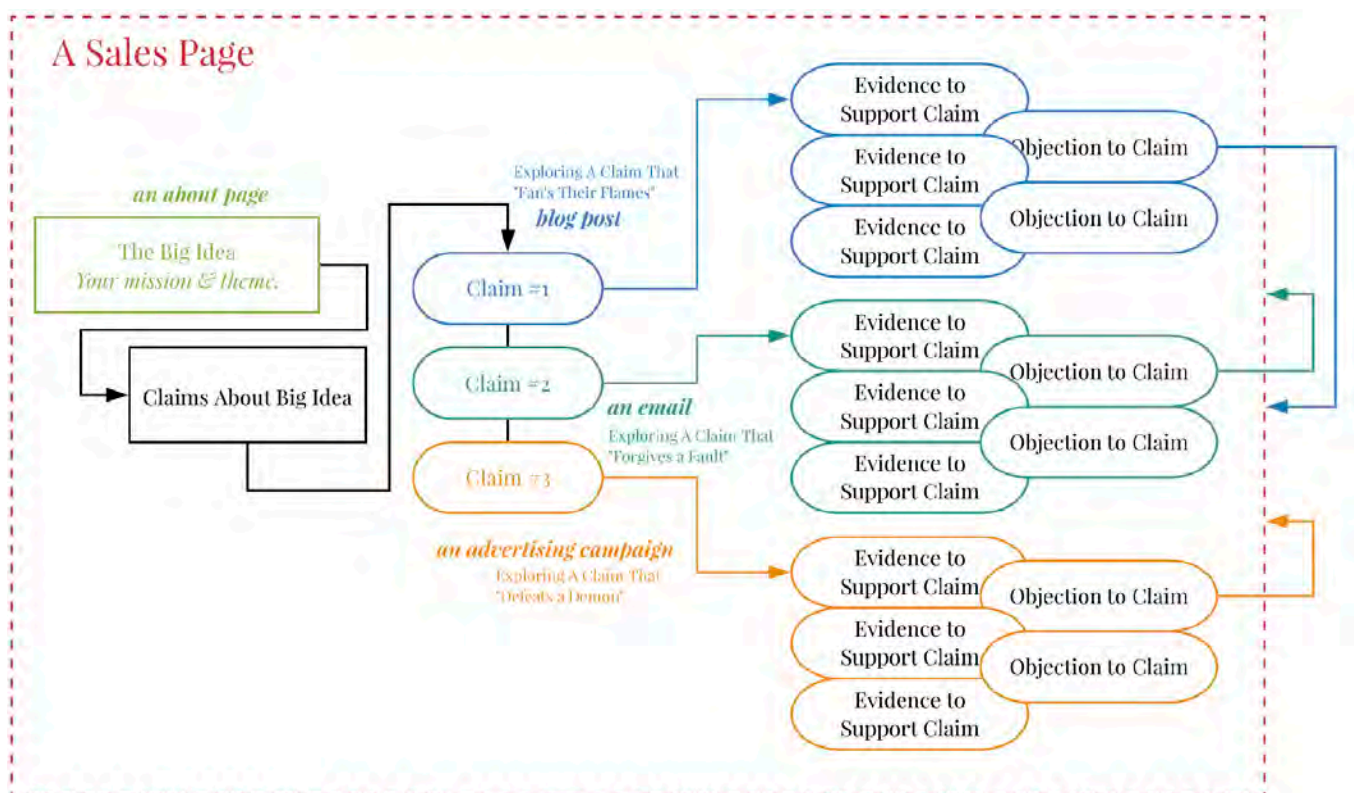 A Sales Page
an about page
The Big Idea
Your mission & theme.
Claims About Big Idea
Exploring A Claim That
"Fan's Their Flames"
blog post
Claim #1
Claim #2
an email
Exploring A Claim That
"Forgives a Fault"
Claim #3
an advertising campaign
Exploring A Claim That
"Defeats a Demon"
Evidence to
Support Claim
Objection to Claim
Evidence to
Support Claim
Objection to Claim
Evidence to
Support Claim
Evidence to
Support Claim
Objection to Claim
Evidence to
Support Claim
Objection to Claim
Evidence to
Support Claim
Evidence to
Support Claim
Objection to Claim
Evidence to
Support Claim
Objection to Claim
Evidence to
Support Claim